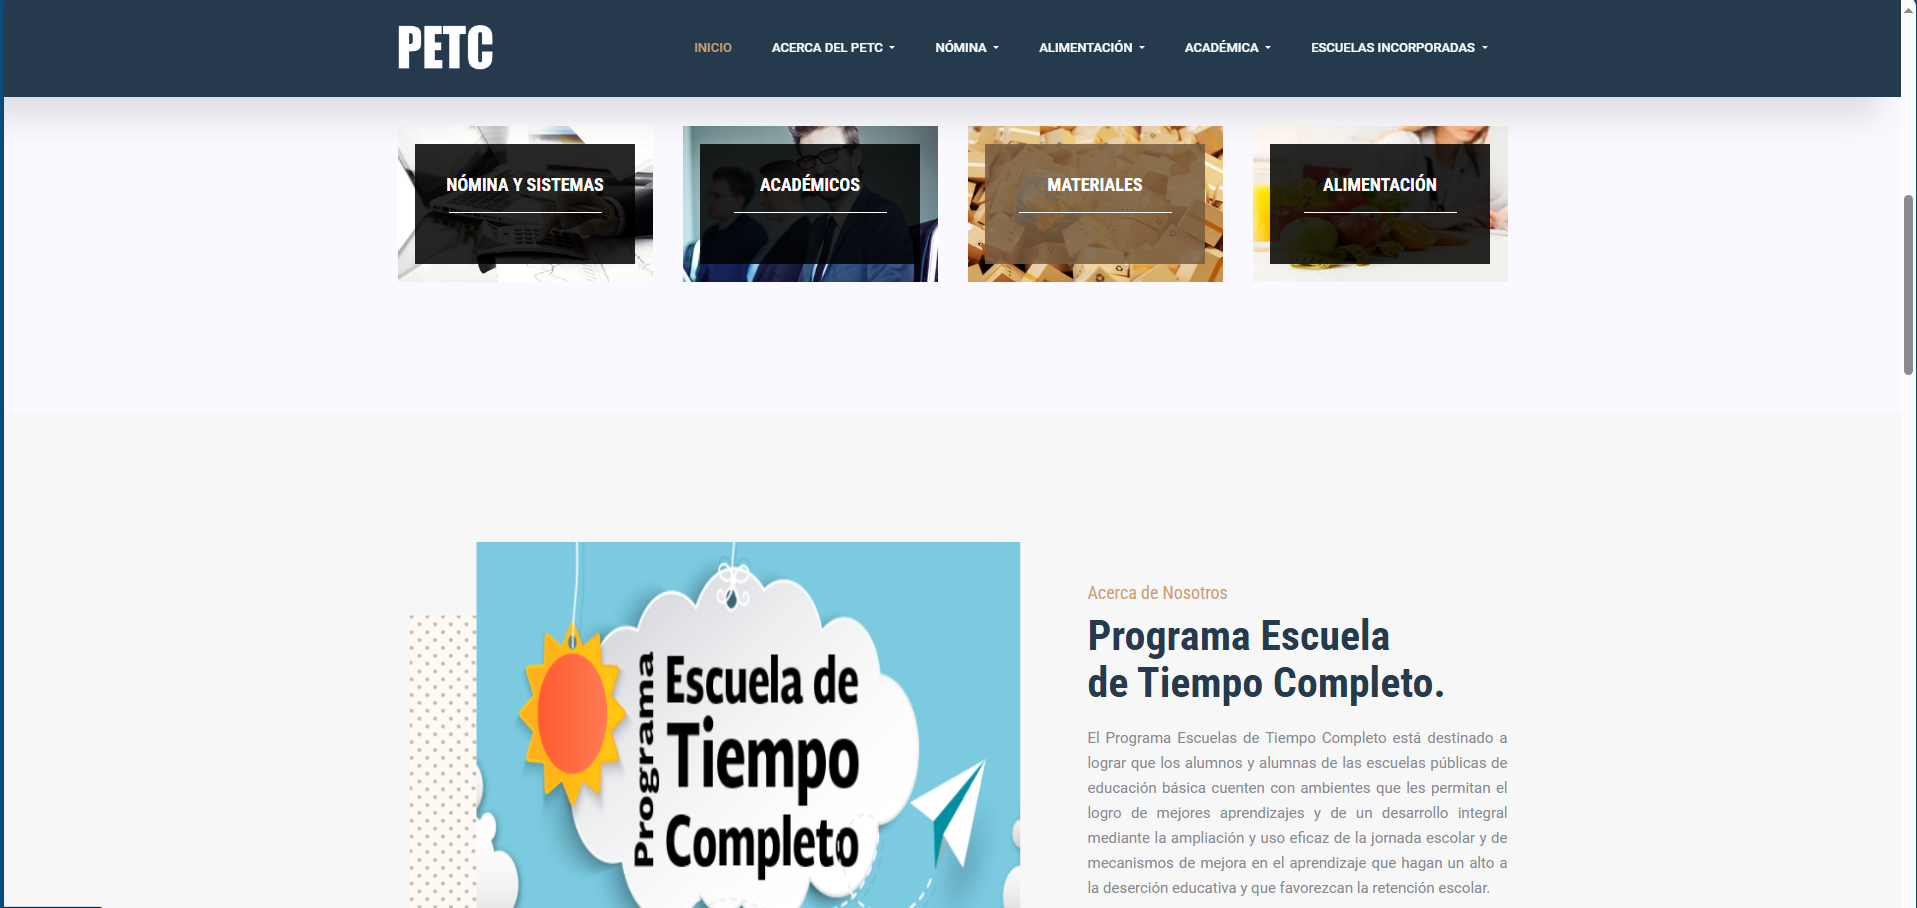 PETC
INICIO
ACERCA DEL PETC
NÓMINA
ALIMENTACIÓN
ACADÉMICA
ESCUELAS INCORPORADAS
NÓMINA Y SISTEMAS
ACADÉMICOS
MATERIALES
ALIMENTACIÓN
Programa
Escuela de
Tiempo
Completo
Acerca de Nosotros
Programa Escuela
de Tiempo Completo.
El Programa Escuelas de Tiempo Completo está destinado a
lograr que los alumnos y alumnas de las escuelas públicas de
educación básica cuenten con ambientes que les permitan el
logro de mejores aprendizajes y de un desarrollo integral
mediante la ampliación y uso eficaz de la jornada escolar y de
mecanismos de mejora en el aprendizaje que hagan un alto a
la deserción educativa y que favorezcan la retención escolar.